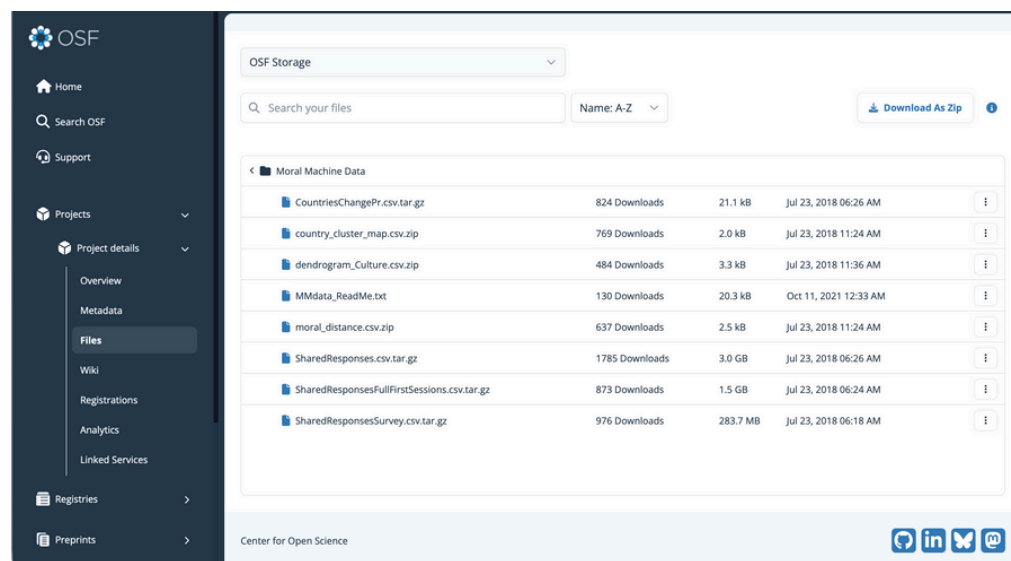 OSF
Home
Search OSF
Support
Projects
Project details
Overview
Metadata
Files
Wiki
Registrations
Analytics
Linked Services
Registries
Preprints
OSF Storage
Search your files
Name: A-Z
Download As Zip
Moral Machine Data
CountriesChangePr.csv.tar.gz 824 Downloads 21.1 kB Jul 23, 2018 06:26 AM
country_cluster_map.csv.zip 769 Downloads 2.0 kB Jul 23, 2018 11:24 AM
dendrogram_Culture.csv.zip 484 Downloads 3.3 kB Jul 23, 2018 11:36 AM
MMdata_ReadMe.txt 130 Downloads 20.3 kB Oct 11, 2021 12:33 AM
moral_distance.csv.zip 637 Downloads 2.5 kB Jul 23, 2018 11:24 AM
SharedResponses.csv.tar.gz 1785 Downloads 3.0 GB Jul 23, 2018 06:26 AM
SharedResponsesFullFirstSessions.csv.tar.gz 873 Downloads 1.5 GB Jul 23, 2018 06:24 AM
SharedResponsesSurvey.csv.tar.gz 976 Downloads 283.7 MB Jul 23, 2018 06:18 AM
Center for Open Science